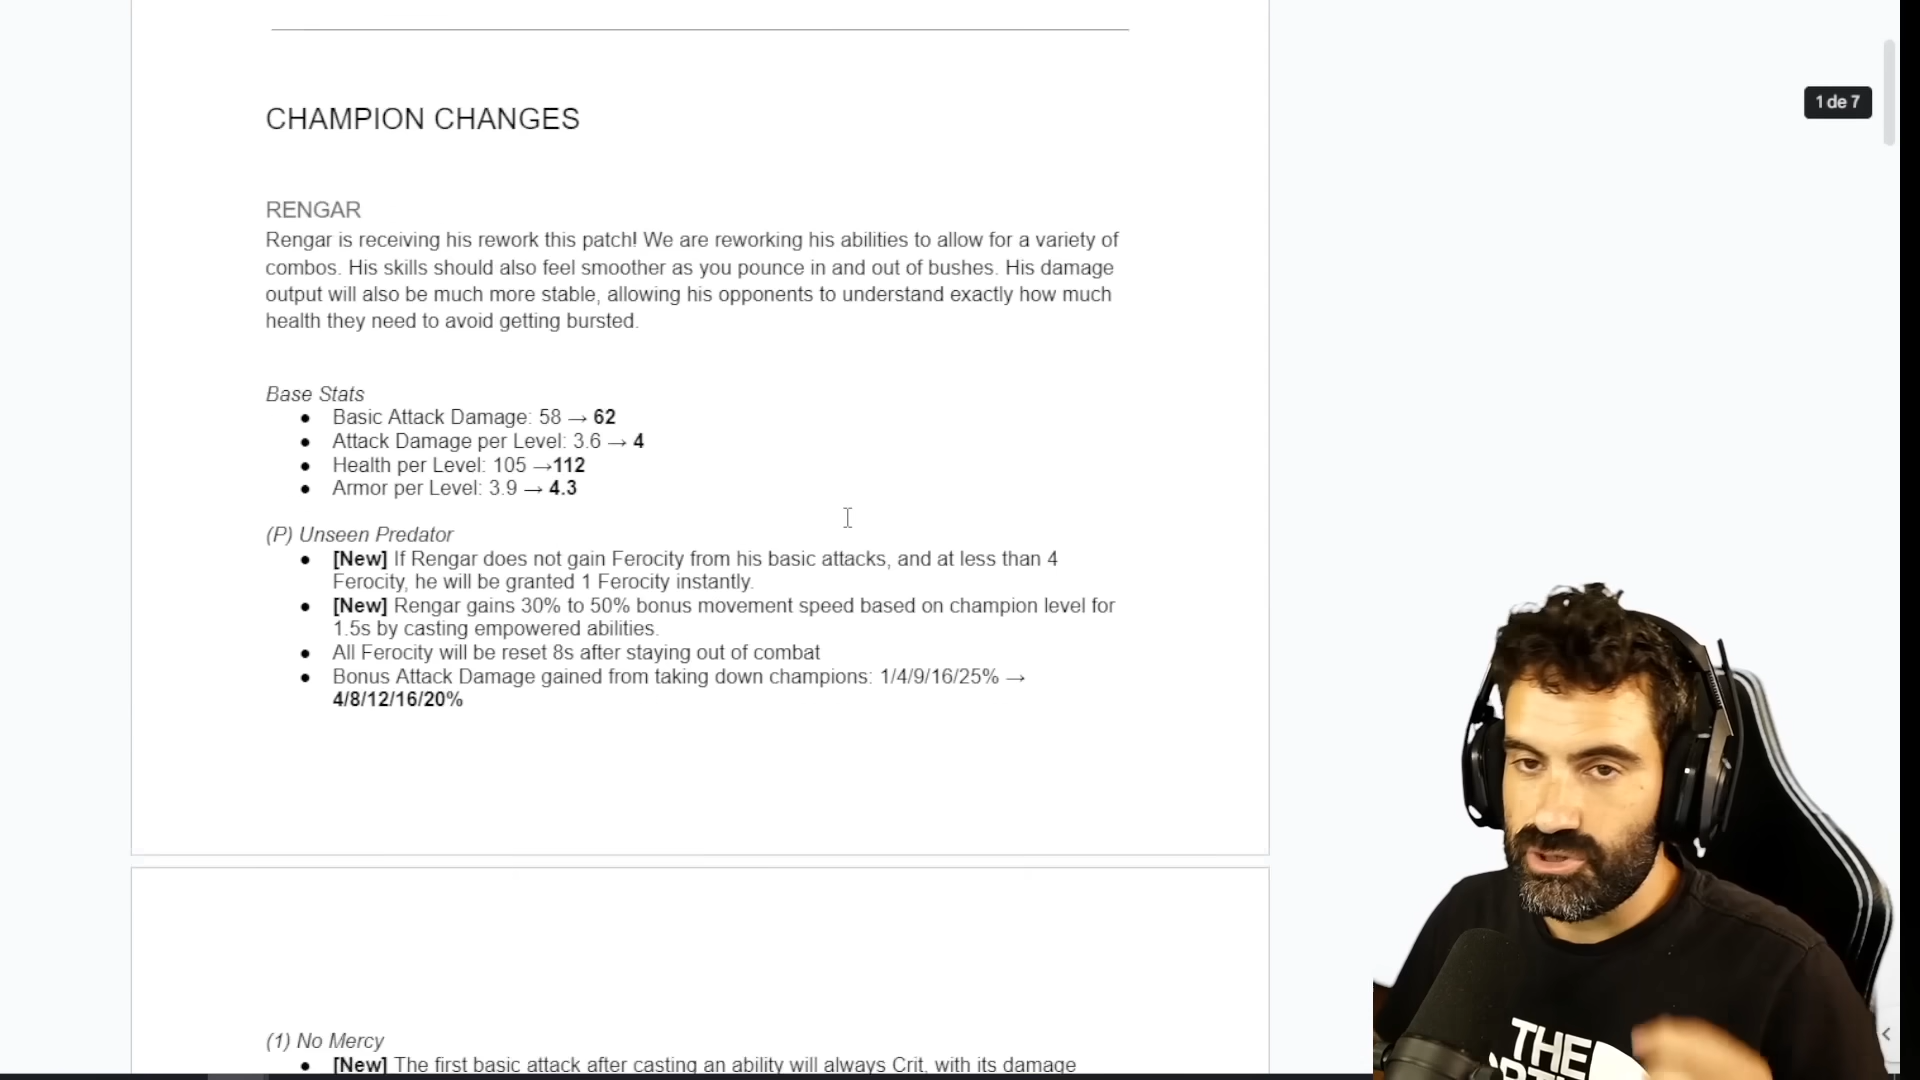 CHAMPION CHANGES
1 de 7
RENGAR
Rengar is receiving his rework this patch! We are reworking his abilities to allow for a variety of
combos. His skills should also feel smoother as you pounce in and out of bushes. His damage
output will also be much more stable, allowing his opponents to understand exactly how much
health they need to avoid getting bursted.
Base Stats
● Basic Attack Damage: 58 → 62
● Attack Damage per Level: 3.6 → 4
● Health per Level: 105 →112
● Armor per Level: 3.9 → 4.3
(P) Unseen Predator
● [New] If Rengar does not gain Ferocity from his basic attacks, and at less than 4
Ferocity, he will be granted 1 Ferocity instantly.
● [New] Rengar gains 30% to 50% bonus movement speed based on champion level for
1.5s by casting empowered abilities.
● All Ferocity will be reset 8s after staying out of combat
● Bonus Attack Damage gained from taking down champions: 1/4/9/16/25% →
4/8/12/16/20%
(1) No Mercy
● [New] The first basic attack after casting an ability will always Crit, with its damage
THE